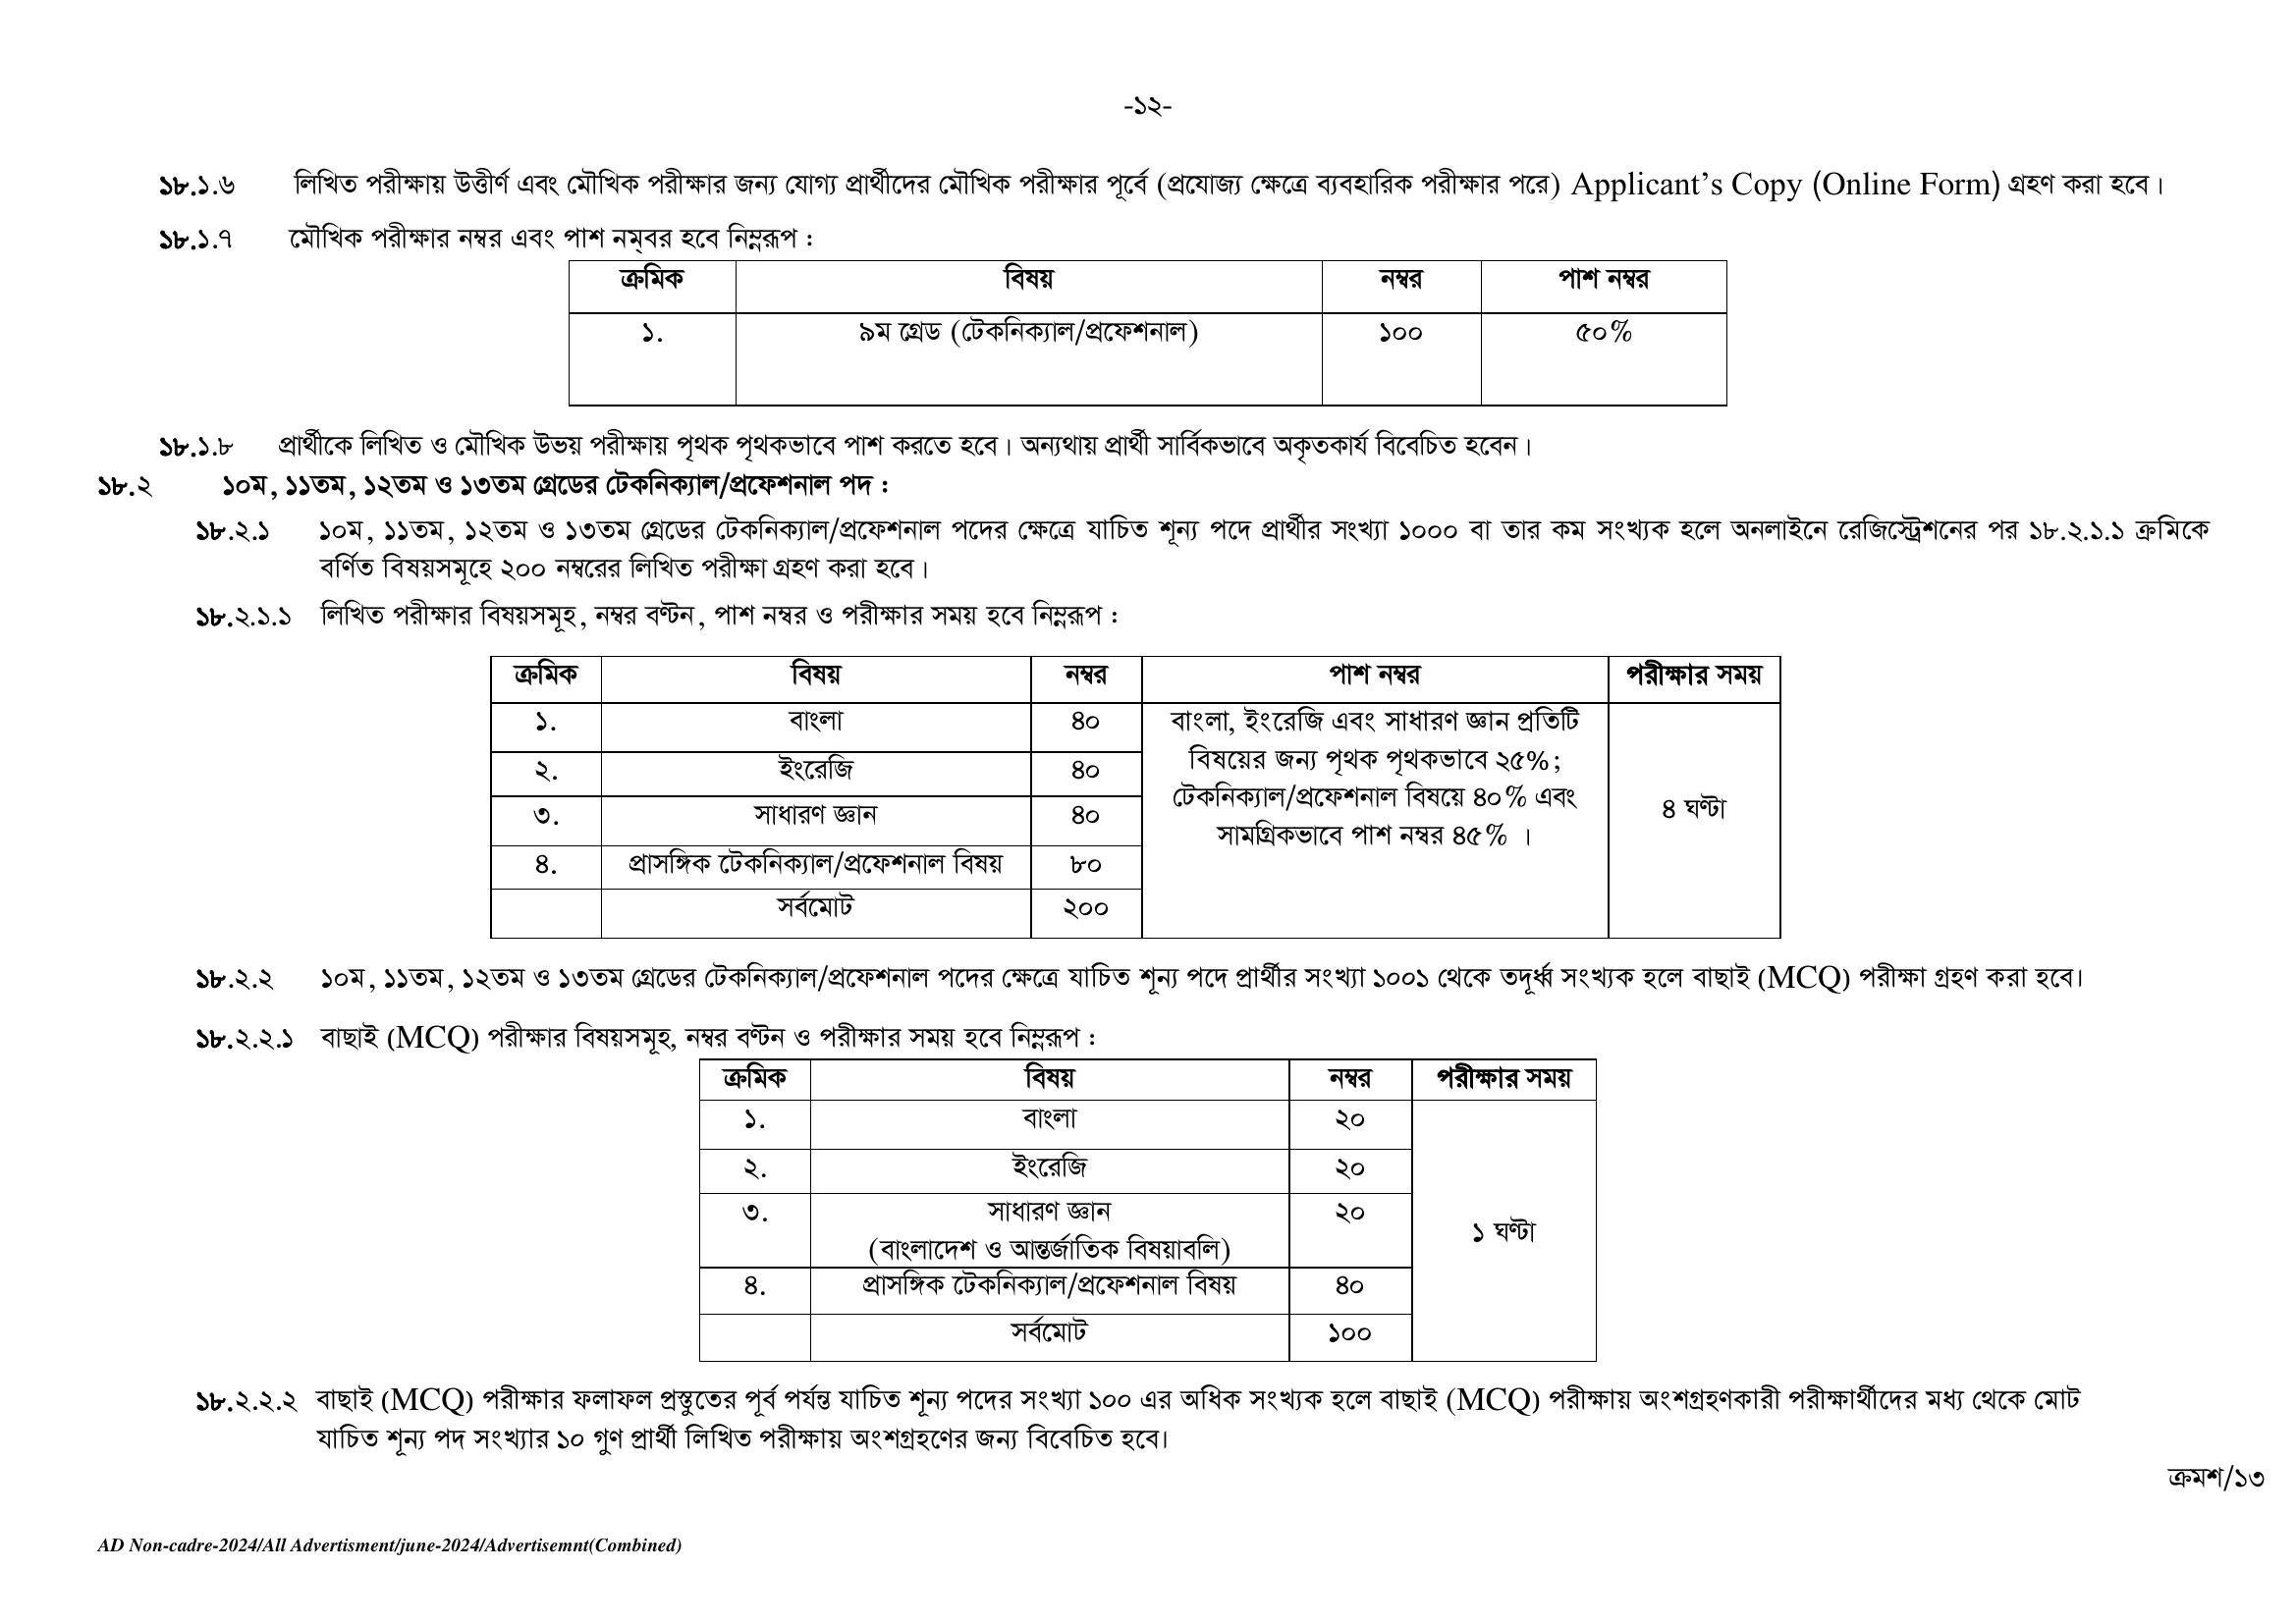 -১২-
১৮.১.৬ লিখিত পরীক্ষায় উত্তীর্ণ এবং মৌখিক পরীক্ষার জন্য যোগ্য প্রার্থীদের মৌখিক পরীক্ষার পূর্বে (প্রযোজ্য ক্ষেত্রে ব্যবহারিক পরীক্ষার পরে) Applicant’s Copy (Online Form) গ্রহণ করা হবে।
১৮.১.৭ মৌখিক পরীক্ষার নম্বর এবং পাশ নম্‌বর হবে নিম্নরূপ :
ক্রমিক বিষয় নম্বর পাশ নম্বর
১. ৯ম গ্রেড (টেকনিক্যাল/প্রফেশনাল) ১০০ ৫০%
১৮.১.৮ প্রার্থীকে লিখিত ও মৌখিক উভয় পরীক্ষায় পৃথক পৃথকভাবে পাশ করতে হবে। অন্যথায় প্রার্থী সার্বিকভাবে অকৃতকার্য বিবেচিত হবেন।
১৮.২ ১০ম, ১১তম, ১২তম ও ১৩তম গ্রেডের টেকনিক্যাল/প্রফেশনাল পদ :
১৮.২.১ ১০ম, ১১তম, ১২তম ও ১৩তম গ্রেডের টেকনিক্যাল/প্রফেশনাল পদের ক্ষেত্রে যাচিত শূন্য পদে প্রার্থীর সংখ্যা ১০০০ বা তার কম সংখ্যক হলে অনলাইনে রেজিস্ট্রেশনের পর ১৮.২.১.১ ক্রমিকে
বর্ণিত বিষয়সমূহে ২০০ নম্বরের লিখিত পরীক্ষা গ্রহণ করা হবে।
১৮.২.১.১ লিখিত পরীক্ষার বিষয়সমূহ, নম্বর বণ্টন, পাশ নম্বর ও পরীক্ষার সময় হবে নিম্নরূপ :
ক্রমিক বিষয় নম্বর পাশ নম্বর পরীক্ষার সময়
১. বাংলা ৪০ বাংলা, ইংরেজি এবং সাধারণ জ্ঞান প্রতিটি
বিষয়ের জন্য পৃথক পৃথকভাবে ২৫%;
২. ইংরেজি ৪০
টেকনিক্যাল/প্রফেশনাল বিষয়ে ৪০% এবং
৪ ঘণ্টা
৩. সাধারণ জ্ঞান ৪০
সামগ্রিকভাবে পাশ নম্বর ৪৫% ।
৪. প্রাসঙ্গিক টেকনিক্যাল/প্রফেশনাল বিষয় ৮০
সর্বমোট ২০০
১৮.২.২ ১০ম, ১১তম, ১২তম ও ১৩তম গ্রেডের টেকনিক্যাল/প্রফেশনাল পদের ক্ষেত্রে যাচিত শূন্য পদে প্রার্থীর সংখ্যা ১০০১ থেকে তদূর্ধ্ব সংখ্যক হলে বাছাই (MCQ) পরীক্ষা গ্রহণ করা হবে।
১৮.২.২.১ বাছাই (MCQ) পরীক্ষার বিষয়সমূহ, নম্বর বণ্টন ও পরীক্ষার সময় হবে নিম্নরূপ :
ক্রমিক বিষয় নম্বর পরীক্ষার সময়
১. বাংলা ২০
২. ইংরেজি ২০
৩. সাধারণ জ্ঞান ২০
১ ঘণ্টা
(বাংলাদেশ ও আন্তর্জাতিক বিষয়াবলি)
৪. প্রাসঙ্গিক টেকনিক্যাল/প্রফেশনাল বিষয় ৪০
সর্বমোট ১০০
১৮.২.২.২ বাছাই (MCQ) পরীক্ষার ফলাফল প্রস্তুতের পূর্ব পর্যন্ত যাচিত শূন্য পদের সংখ্যা ১০০ এর অধিক সংখ্যক হলে বাছাই (MCQ) পরীক্ষায় অংশগ্রহণকারী পরীক্ষার্থীদের মধ্য থেকে মোট
যাচিত শূন্য পদ সংখ্যার ১০ গুণ প্রার্থী লিখিত পরীক্ষায় অংশগ্রহণের জন্য বিবেচিত হবে।
ক্রমশ/১৩
AD Non-cadre-2024/All Advertisment/june-2024/Advertisemnt(Combined)